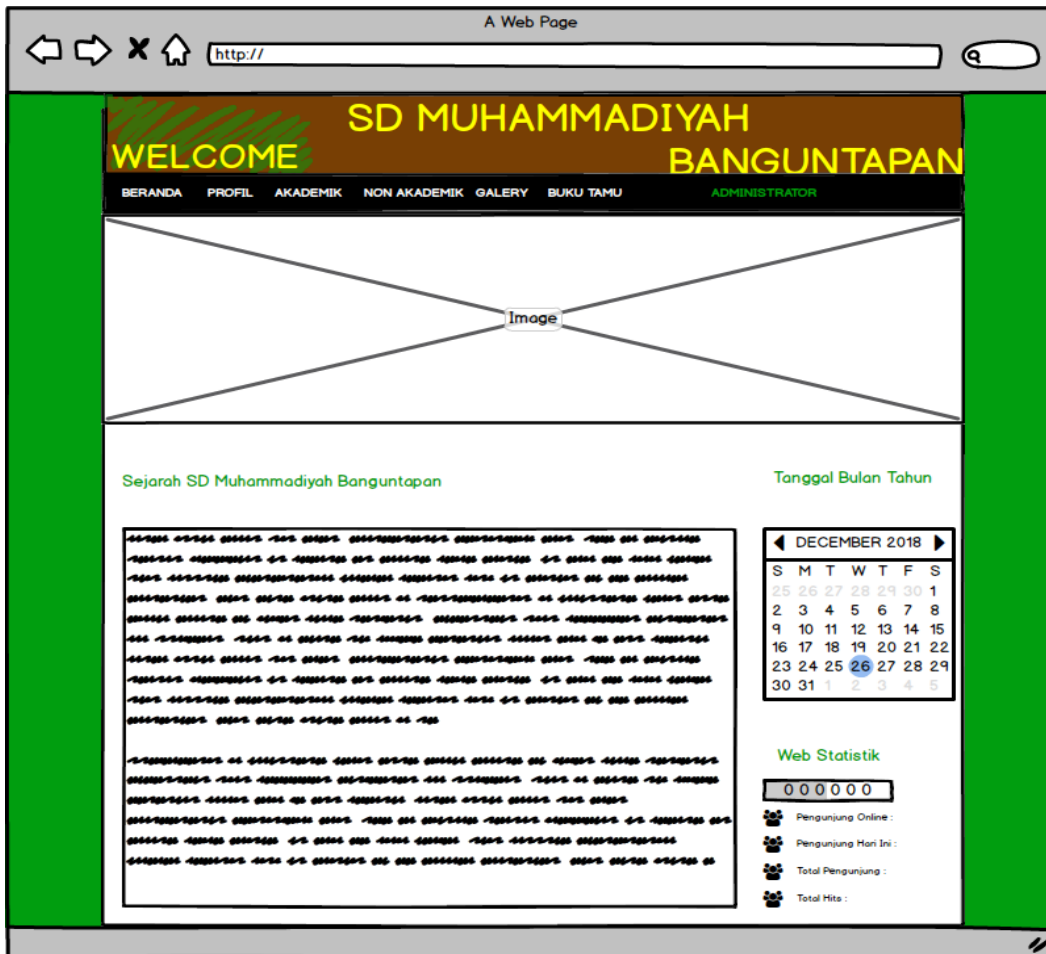 A Web Page
http://
SD MUHAMMADIYAH
WELCOME
BANGUNTAPAN
BERANDA PROFIL AKADEMIK NON AKADEMIK GALERY BUKU TAMU ADMINISTRATOR
Image
Sejarah SD Muhammadiyah Banguntapan
Tanggal Bulan Tahun
DECEMBER 2018
S M T W T F S
25 26 27 28 29 30 1
2 3 4 5 6 7 8
9 10 11 12 13 14 15
16 17 18 19 20 21 22
23 24 25 26 27 28 29
30 31 1 2 3 4 5
Web Statistik
000000
Pengunjung Online :
Pengunjung Hari Ini :
Total Pengunjung :
Total Hits :